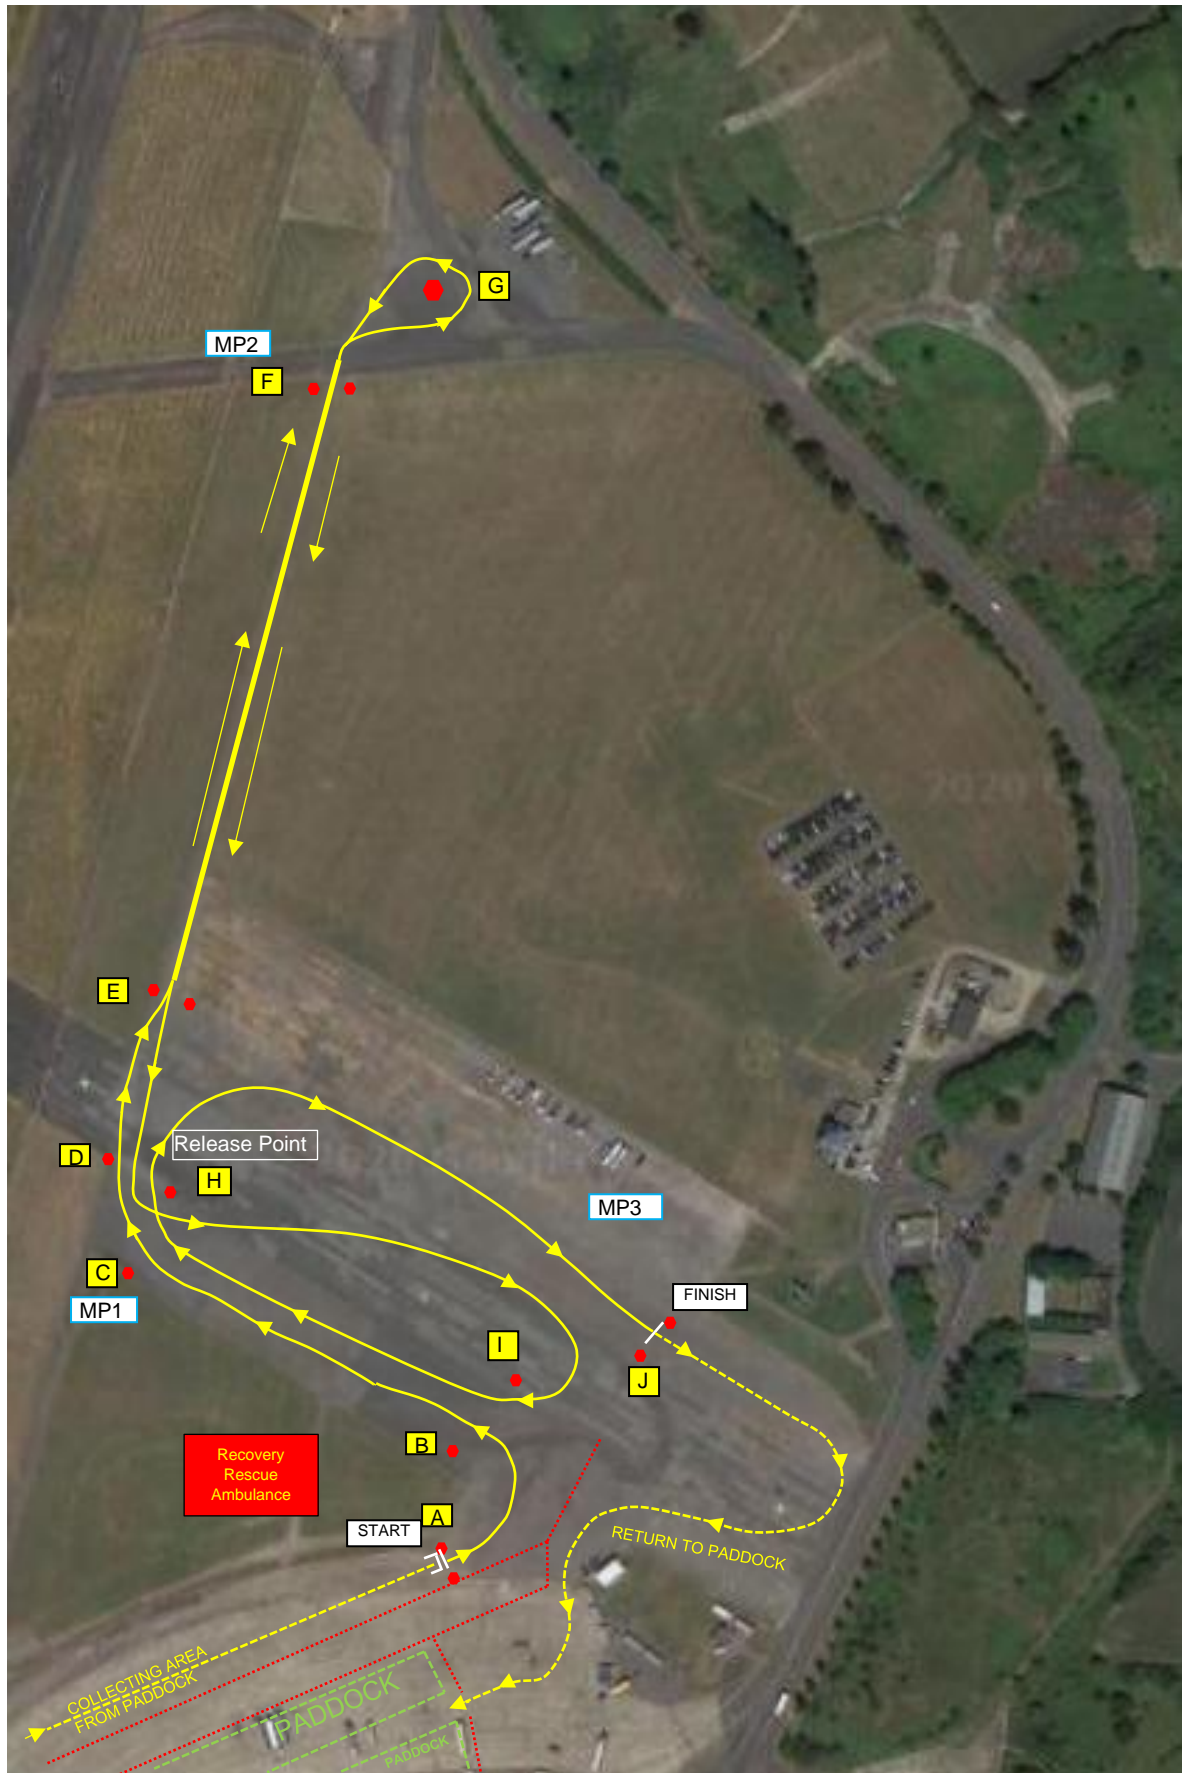 G
MP2
F
E
Release Point
D
H
MP3
C
MP1
FINISH
I
J
B
Recovery
Rescue
Ambulance
A
START
RETURN TO PADDOCK
COLLECTING AREA
FROM PADDOCK
PADDOCK
PADDOCK
2020